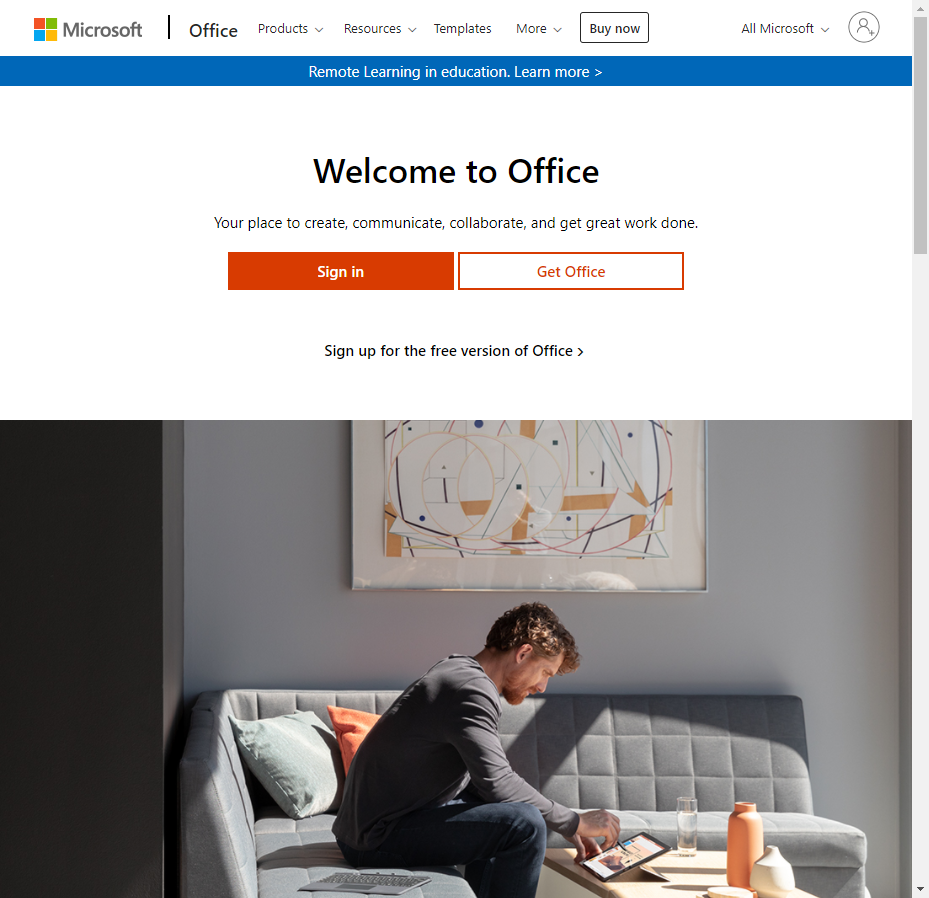 Microsoft Office Products Resources Templates More Buy now All Microsoft
Remote Learning in education. Learn more >
Welcome to Office
Your place to create, communicate, collaborate, and get great work done.
Sign in Get Office
Sign up for the free version of Office >